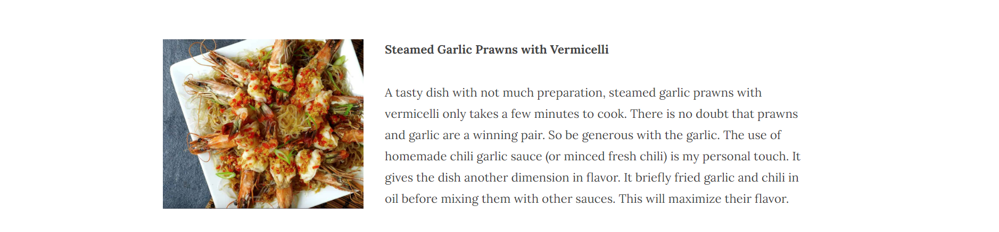 Steamed Garlic Prawns with Vermicelli
A tasty dish with not much preparation, steamed garlic prawns with
vermicelli only takes a few minutes to cook. There is no doubt that prawns
and garlic are a winning pair. So be generous with the garlic. The use of
homemade chili garlic sauce (or minced fresh chili) is my personal touch. It
gives the dish another dimension in flavor. It briefly fried garlic and chili in
oil before mixing them with other sauces. This will maximize their flavor.